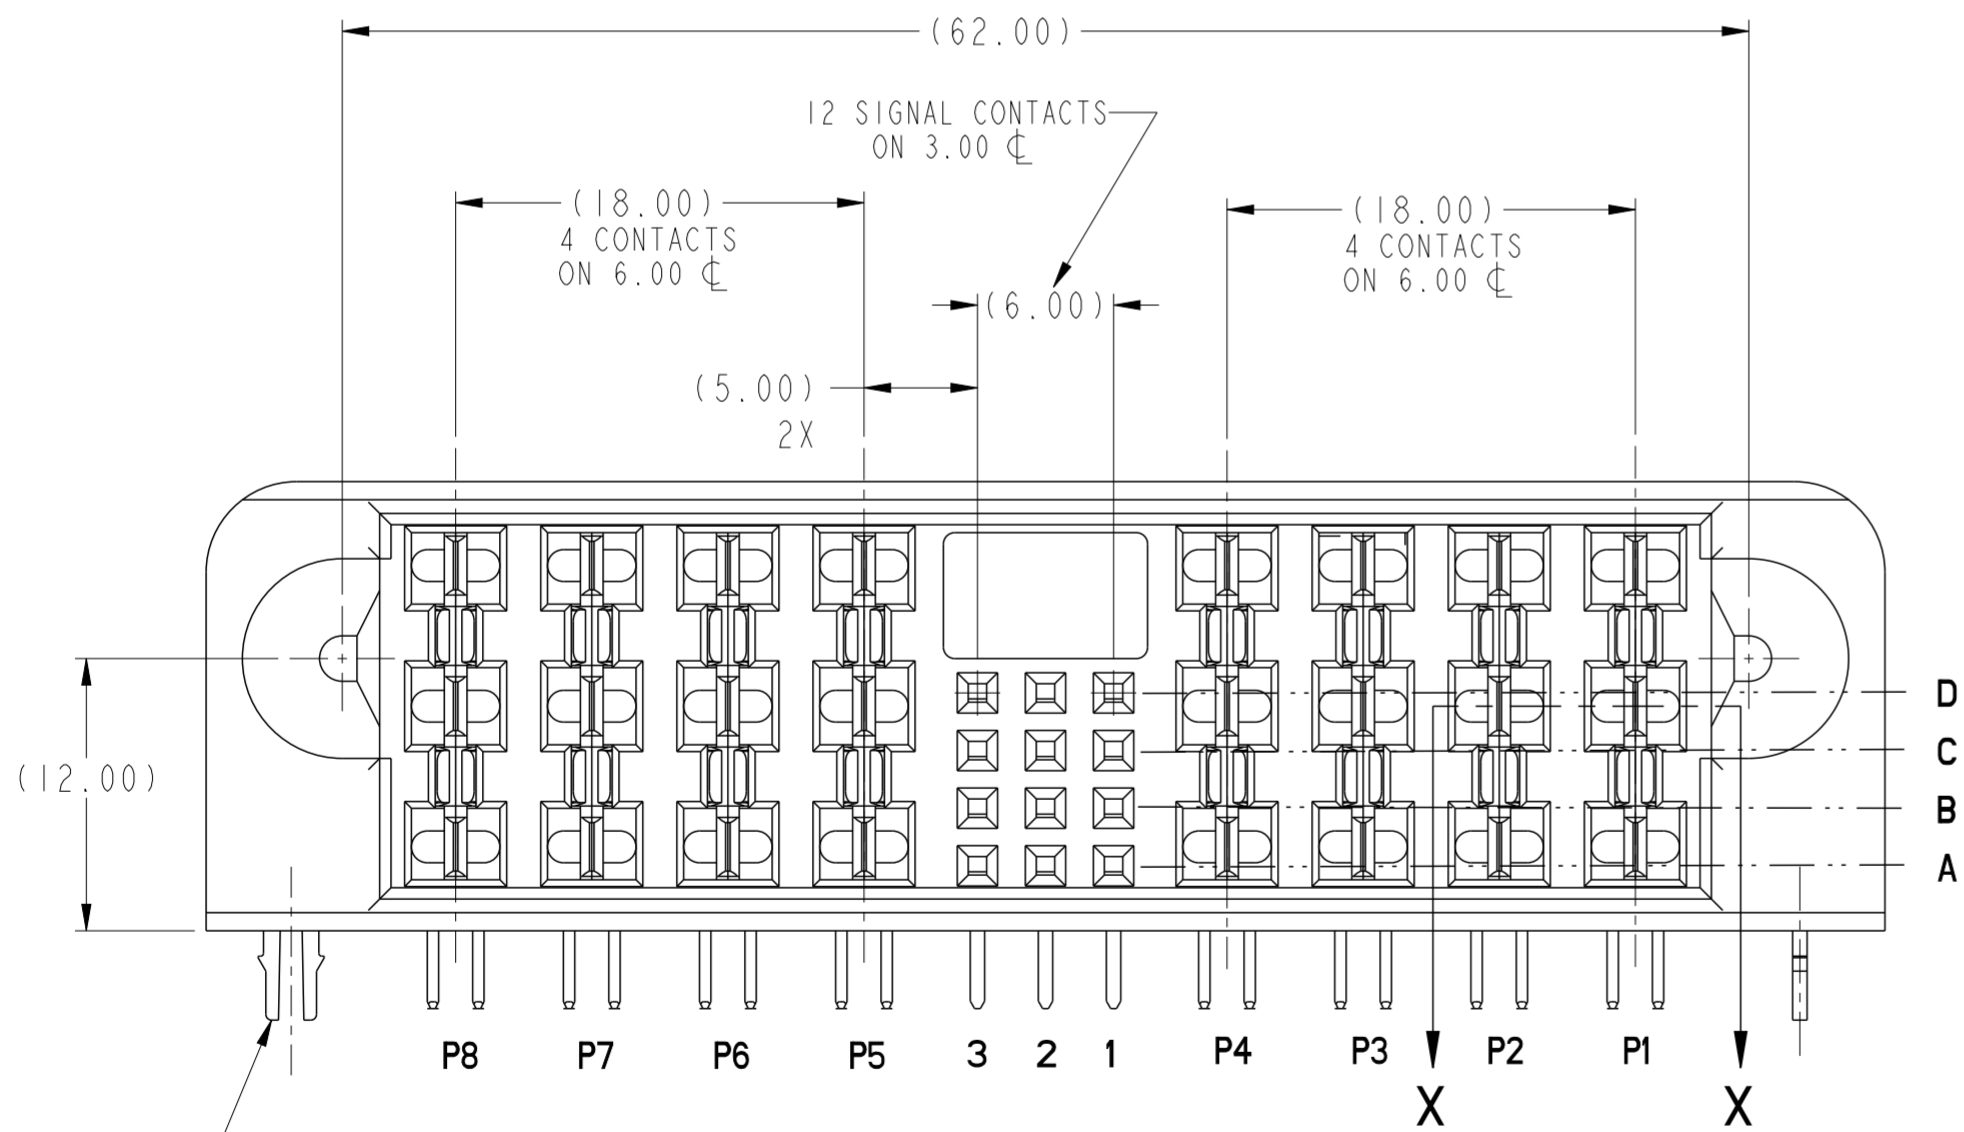 (62.00)
12 SIGNAL CONTACTS
ON 3.00 ℄
(18.00)
4 CONTACTS
ON 6.00 ℄
(18.00)
4 CONTACTS
ON 6.00 ℄
(6.00)
(5.00)
2X
D
C
(12.00)
B
A
P8 P7 P6 P5 3 2 1 P4 P3 P2 P1
X X